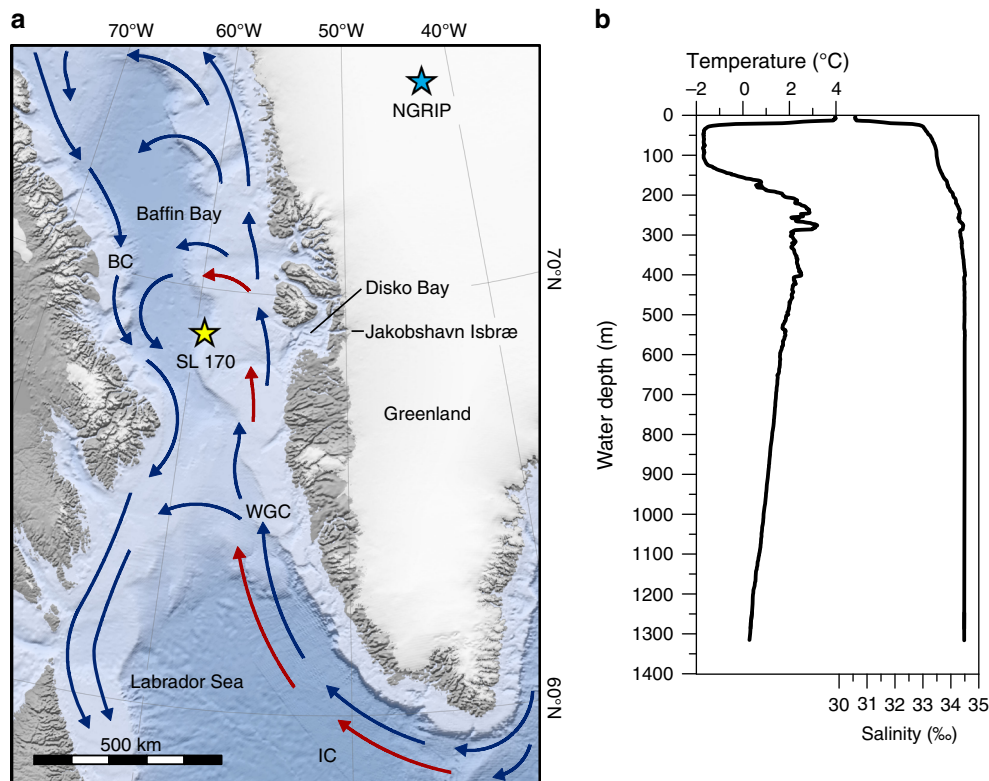 a
70°W 60°W 50°W 40°W
NGRIP
Baffin Bay
BC
70°N
Disko Bay
Jakobshavn Isbræ
SL 170
Greenland
WGC
Labrador Sea
60°N
500 km
IC
b
Temperature (°C)
−2 0 2 4
0
100
200
300
400
500
600
700
800
900
1000
1100
1200
1300
1400
Water depth (m)
30 31 32 33 34 35
Salinity (‰)